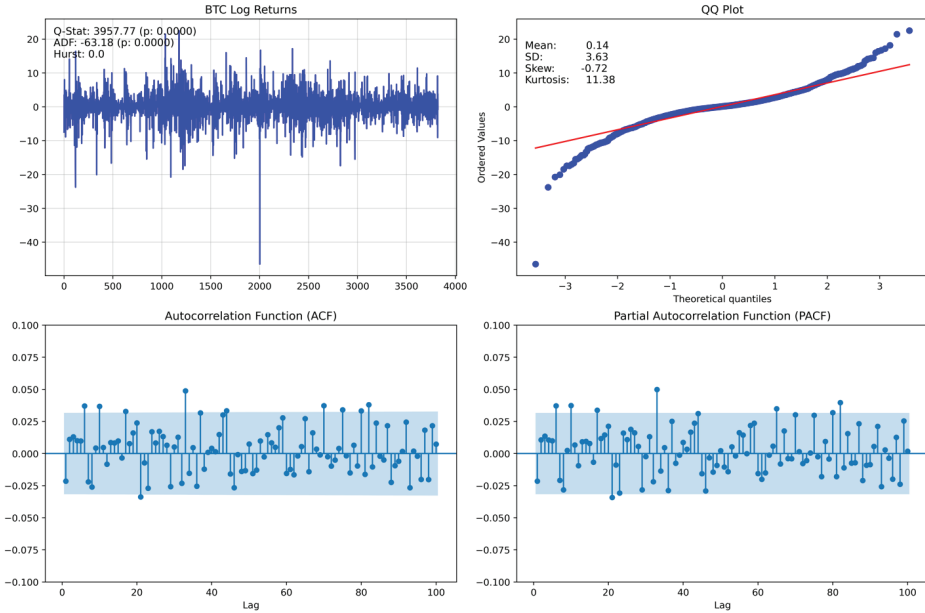 BTC Log Returns
Q-Stat: 3957.77 (p: 0.0000)
ADF: -63.18 (p: 0.0000)
Hurst: 0.0
20
10
0
−10
−20
−30
−40
0 500 1000 1500 2000 2500 3000 3500 4000
QQ Plot
Mean: 0.14
SD: 3.63
Skew: -0.72
Kurtosis: 11.38
Ordered Values
20
10
0
−10
−20
−30
−40
−3 −2 −1 0 1 2 3
Theoretical quantiles
Autocorrelation Function (ACF)
0.100
0.075
0.050
0.025
0.000
−0.025
−0.050
−0.075
−0.100
0 20 40 60 80 100
Lag
Partial Autocorrelation Function (PACF)
0.100
0.075
0.050
0.025
0.000
−0.025
−0.050
−0.075
−0.100
0 20 40 60 80 100
Lag